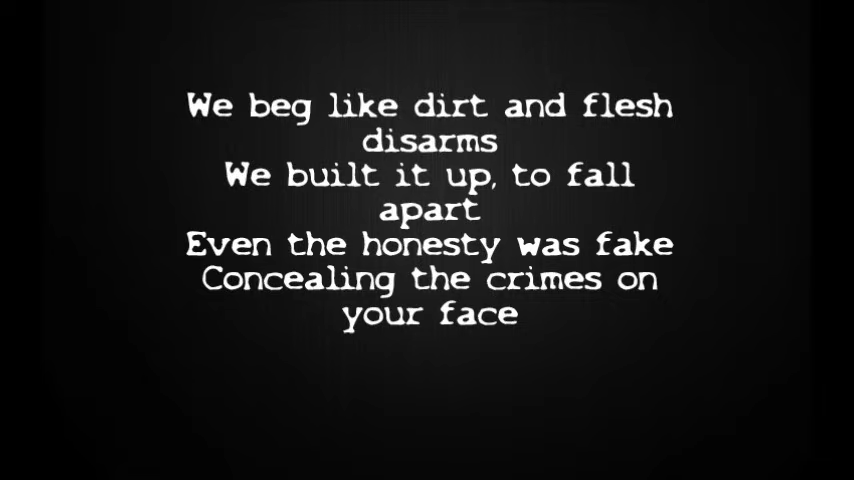 We beg like dirt and flesh
disarms
We built it up, to fall
apart
Even the honesty was fake
Concealing the crimes on
your face